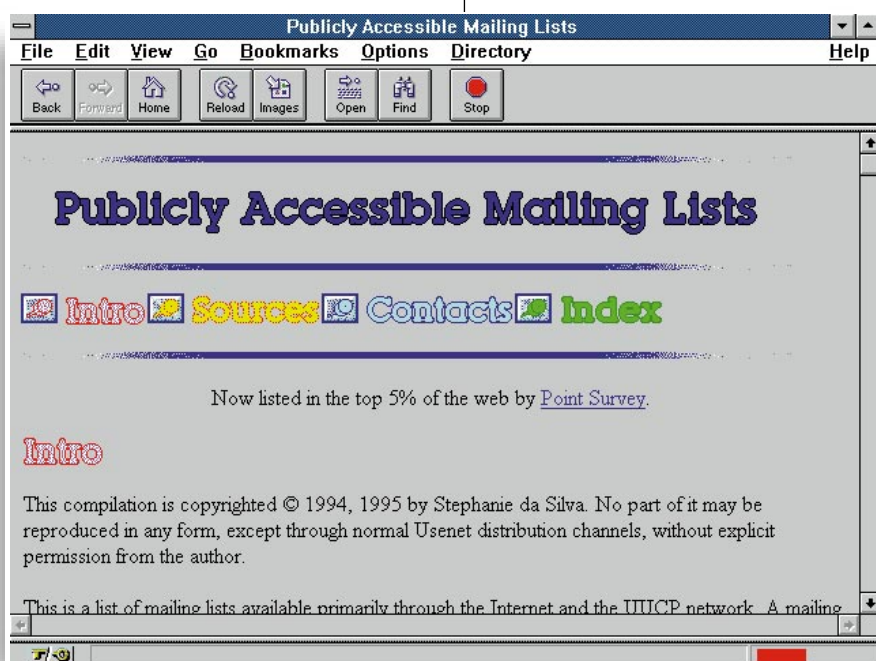 Publicly Accessible Mailing Lists
File Edit View Go Bookmarks Options Directory Help
Back Forward Home Reload Images Open Find Stop
Publicly Accessible Mailing Lists
Intro Sources Contacts Index
Now listed in the top 5% of the web by Point Survey.
Intro
This compilation is copyrighted © 1994, 1995 by Stephanie da Silva. No part of it may be
reproduced in any form, except through normal Usenet distribution channels, without explicit
permission from the author.
This is a list of mailing lists available primarily through the Internet and the UUCP network. A mailing